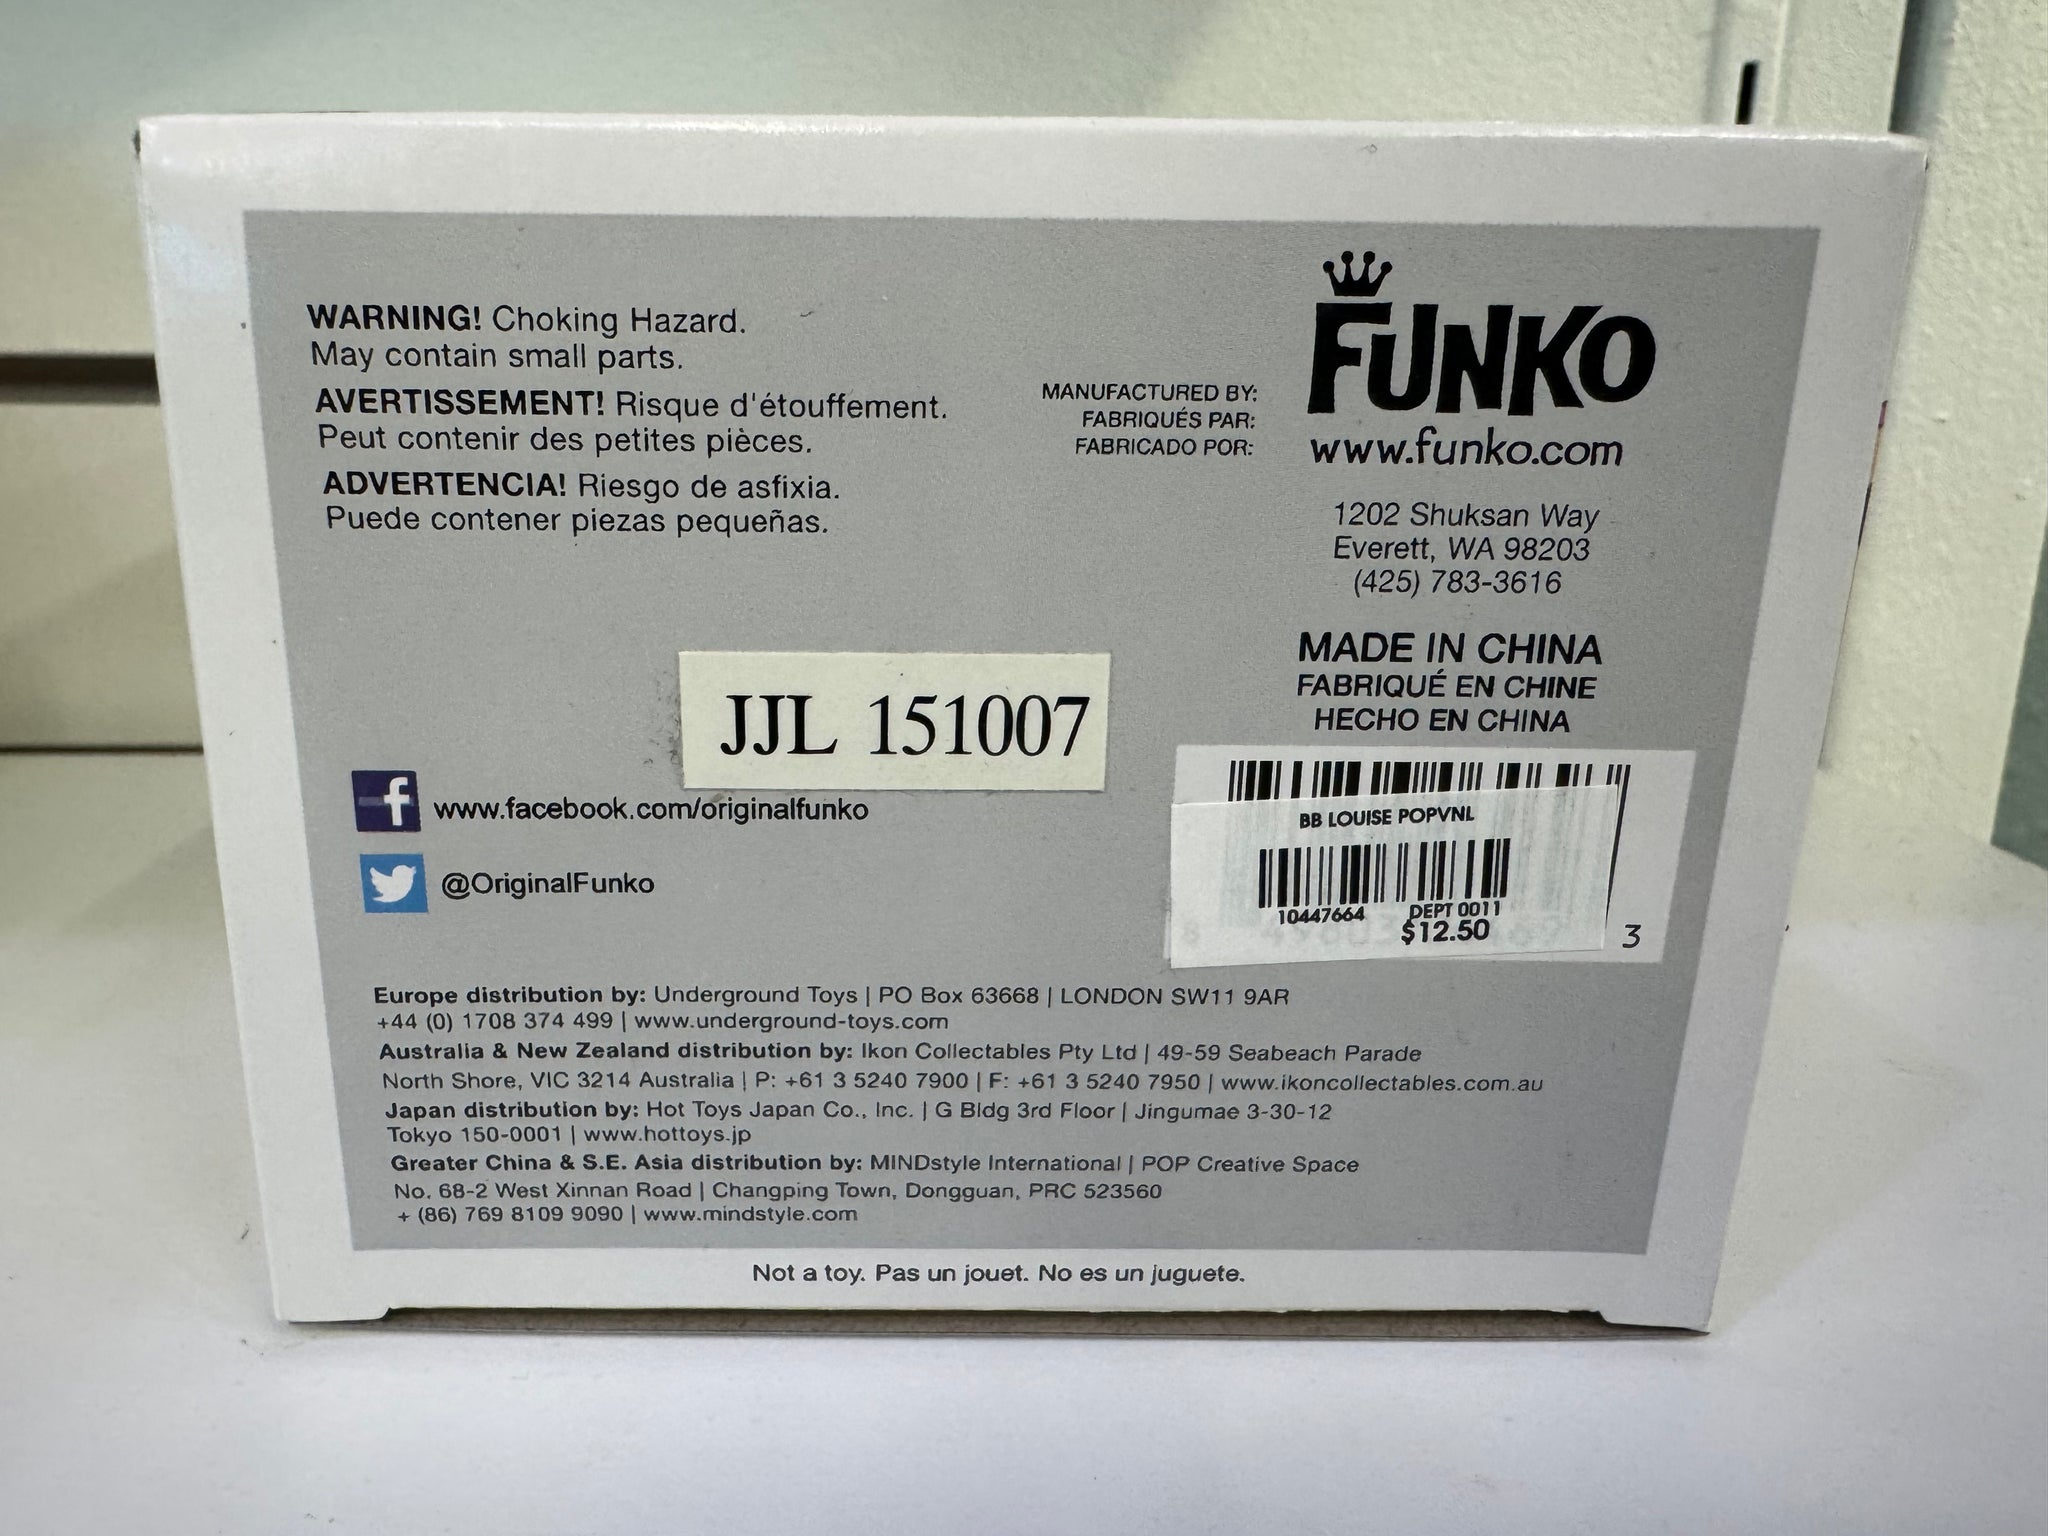 WARNING! Choking Hazard.
May contain small parts.
AVERTISSEMENT! Risque d'étouffement.
Peut contenir des petites pièces.
ADVERTENCIA! Riesgo de asfixia.
Puede contener piezas pequeñas.
MANUFACTURED BY:
FABRIQUÉS PAR:
FABRICADO POR:
FUNKO
www.funko.com
1202 Shuksan Way
Everett, WA 98203
(425) 783-3616
MADE IN CHINA
FABRIQUÉ EN CHINE
HECHO EN CHINA
JJL 151007
f www.facebook.com/originalfunko
@OriginalFunko
BB LOUISE POPVNL
10447664 DEPT 0011
$12.50
3
Europe distribution by: Underground Toys | PO Box 63668 | LONDON SW11 9AR
+44 (0) 1708 374 499 | www.underground-toys.com
Australia & New Zealand distribution by: Ikon Collectables Pty Ltd | 49-59 Seabeach Parade
North Shore, VIC 3214 Australia | P: +61 3 5240 7900 | F: +61 3 5240 7950 | www.ikoncollectables.com.au
Japan distribution by: Hot Toys Japan Co., Inc. | G Bldg 3rd Floor | Jingumae 3-30-12
Tokyo 150-0001 | www.hottoys.jp
Greater China & S.E. Asia distribution by: MINDstyle International | POP Creative Space
No. 68-2 West Xinnan Road | Changping Town, Dongguan, PRC 523560
+ (86) 769 8109 9090 | www.mindstyle.com
Not a toy. Pas un jouet. No es un juguete.